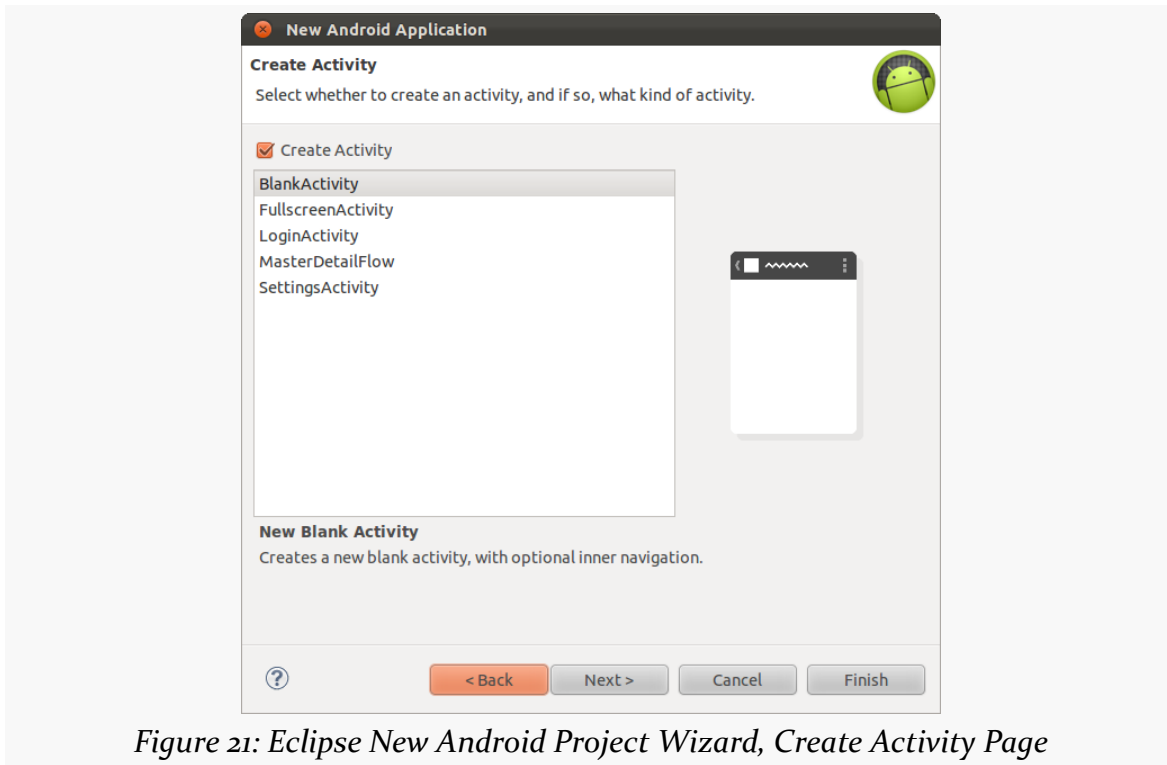 New Android Application
Create Activity
Select whether to create an activity, and if so, what kind of activity.
Create Activity
BlankActivity
FullscreenActivity
LoginActivity
MasterDetailFlow
SettingsActivity
New Blank Activity
Creates a new blank activity, with optional inner navigation.
? < Back Next > Cancel Finish
Figure 21: Eclipse New Android Project Wizard, Create Activity Page